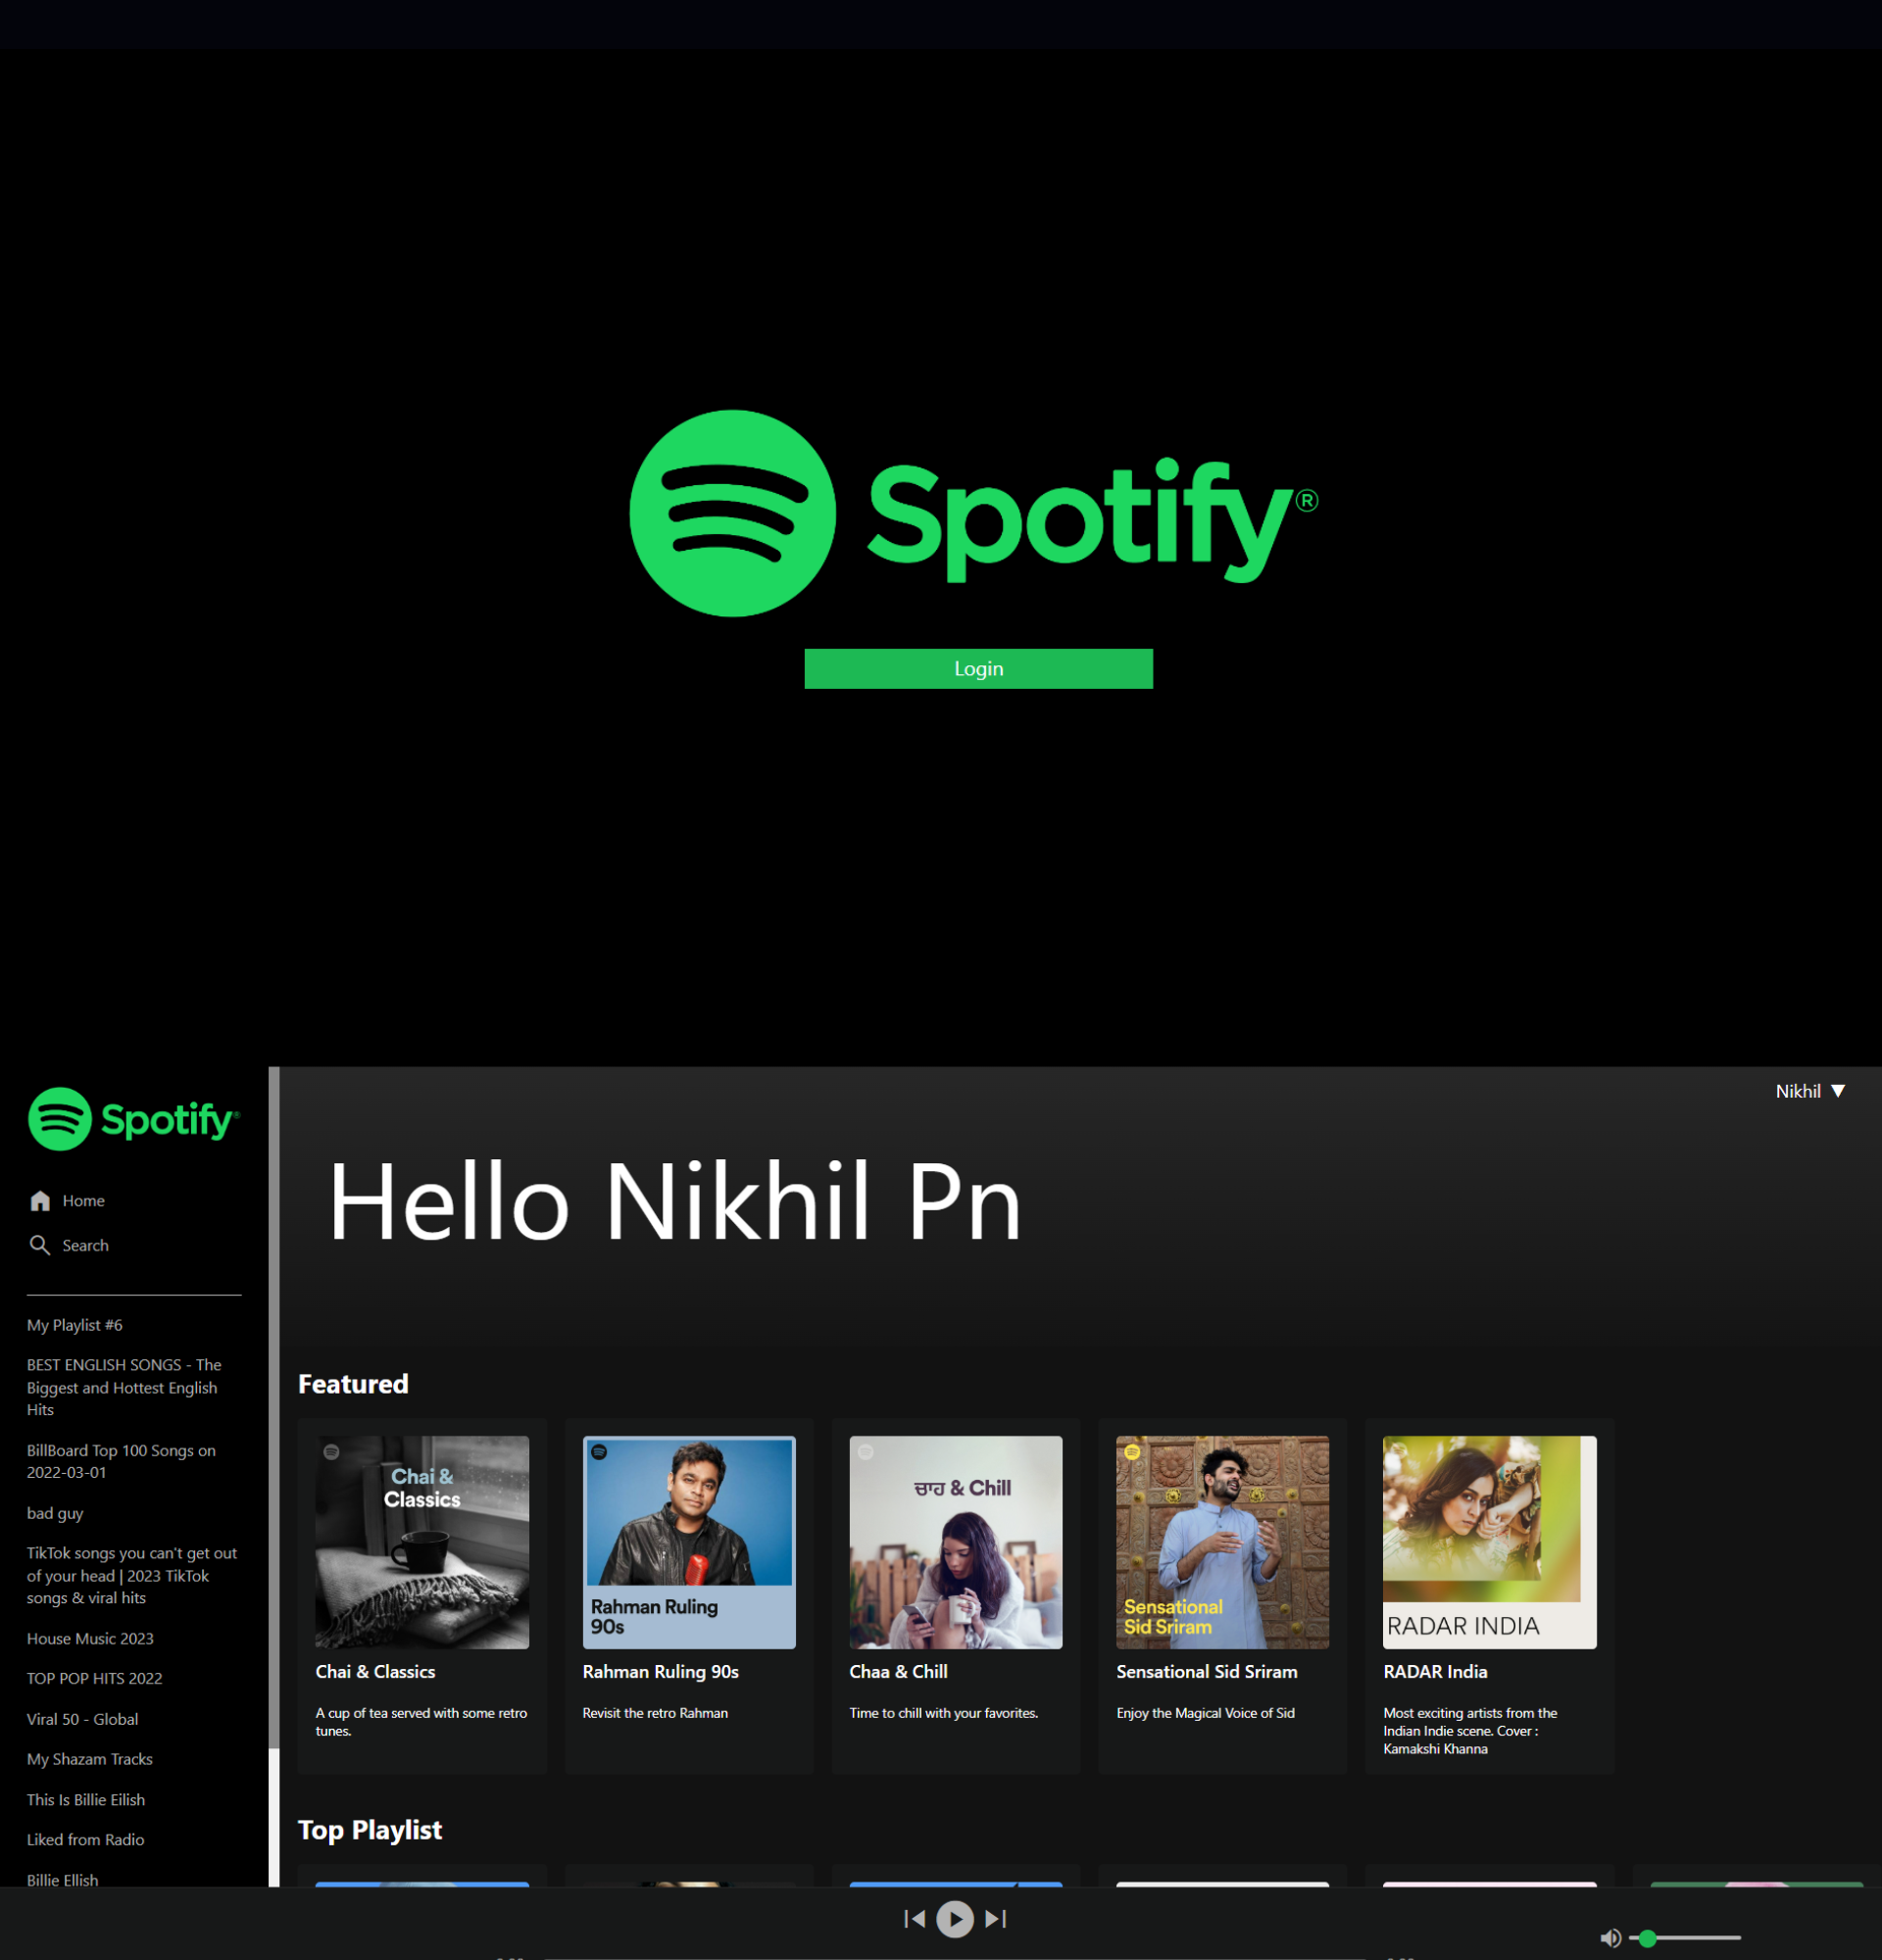 Spotify®
Login
Spotify®
Home
Search
My Playlist #6
BEST ENGLISH SONGS - The
Biggest and Hottest English
Hits
BillBoard Top 100 Songs on
2022-03-01
bad guy
TikTok songs you can't get out
of your head | 2023 TikTok
songs & viral hits
House Music 2023
TOP POP HITS 2022
Viral 50 - Global
My Shazam Tracks
This Is Billie Eilish
Liked from Radio
Billie Ellish
Nikhil ▼
Hello Nikhil Pn
Featured
Chai &
Classics
Chai & Classics
A cup of tea served with some retro
tunes.
Rahman Ruling
90s
Rahman Ruling 90s
Revisit the retro Rahman
ਚਾਹ & Chill
Chaa & Chill
Time to chill with your favorites.
Sensational
Sid Sriram
Sensational Sid Sriram
Enjoy the Magical Voice of Sid
RADAR INDIA
RADAR India
Most exciting artists from the
Indian Indie scene. Cover :
Kamakshi Khanna
Top Playlist